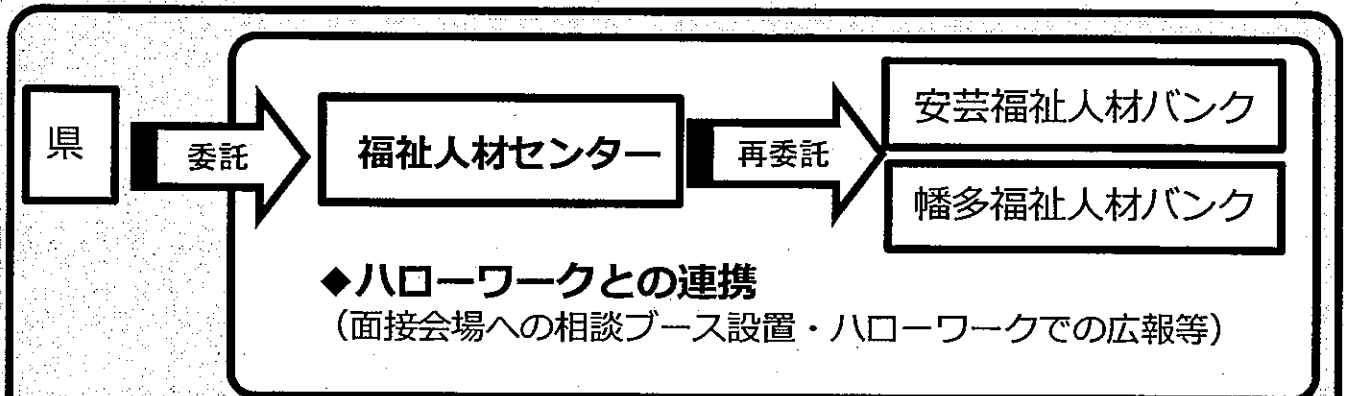 県
委託
福祉人材センター
再委託
安芸福祉人材バンク
幡多福祉人材バンク
◆ハローワークとの連携
（面接会場への相談ブース設置・ハローワークでの広報等）